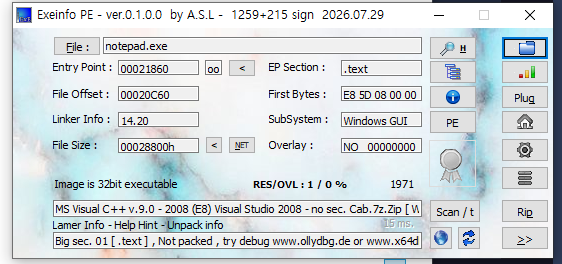 Exeinfo PE - ver.0.1.0.0 by A.S.L - 1259+215 sign 2026.07.29
File : notepad.exe H
Entry Point : 00021860 oo < EP Section : .text
File Offset : 00020C60 First Bytes : E8 5D 08 00 00 Plug
Linker Info : 14.20 SubSystem : Windows GUI PE
File Size : 00028800h < NET Overlay : NO 00000000
Image is 32bit executable RES/OVL : 1 / 0 % 1971
MS Visual C++ v.9.0 - 2008 (E8) Visual Studio 2008 - no sec. Cab.7z.Zip [ W Scan / t Rip
Lamer Info - Help Hint - Unpack info 15 ms.
Big sec. 01 [ .text ] , Not packed , try debug www.ollydbg.de or www.x64d >>